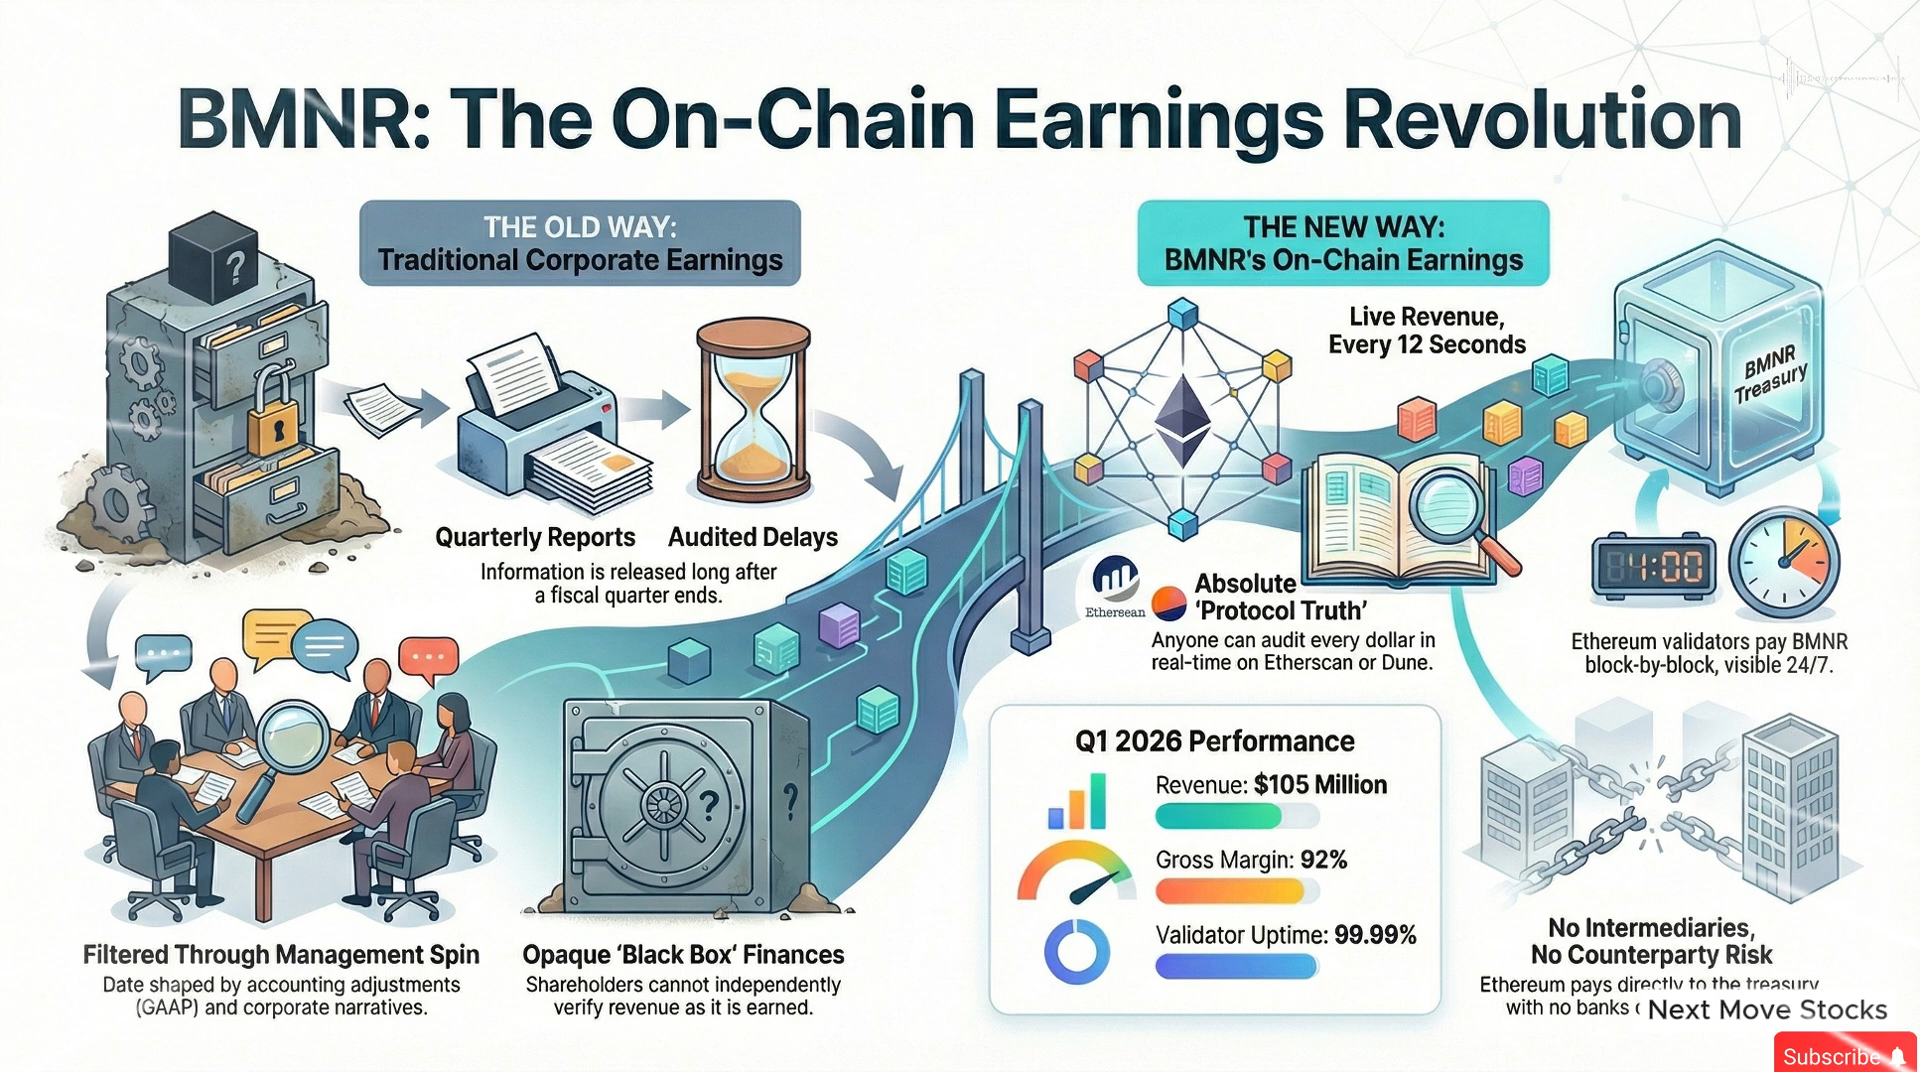 BMNR: The On-Chain Earnings Revolution
THE OLD WAY:
Traditional Corporate Earnings
?
Quarterly Reports
Audited Delays
Information is released long after
a fiscal quarter ends.
Filtered Through Management Spin
Date shaped by accounting adjustments
(GAAP) and corporate narratives.
? ?
Opaque ‘Black Box‘ Finances
Shareholders cannot independently
verify revenue as it is earned.
THE NEW WAY:
BMNR's On-Chain Earnings
Live Revenue,
Every 12 Seconds
BMNR
Treasury
4:00
Ethersean
Absolute
‘Protocol Truth’
Anyone can audit every dollar in
real-time on Etherscan or Dune.
Ethereum validators pay BMNR
block-by-block, visible 24/7.
Q1 2026 Performance
Revenue: $105 Million
Gross Margin: 92%
Validator Uptime: 99.99%
No Intermediaries,
No Counterparty Risk
Ethereum pays directly to the treasury
with no banks
Next Move Stocks
Subscribe